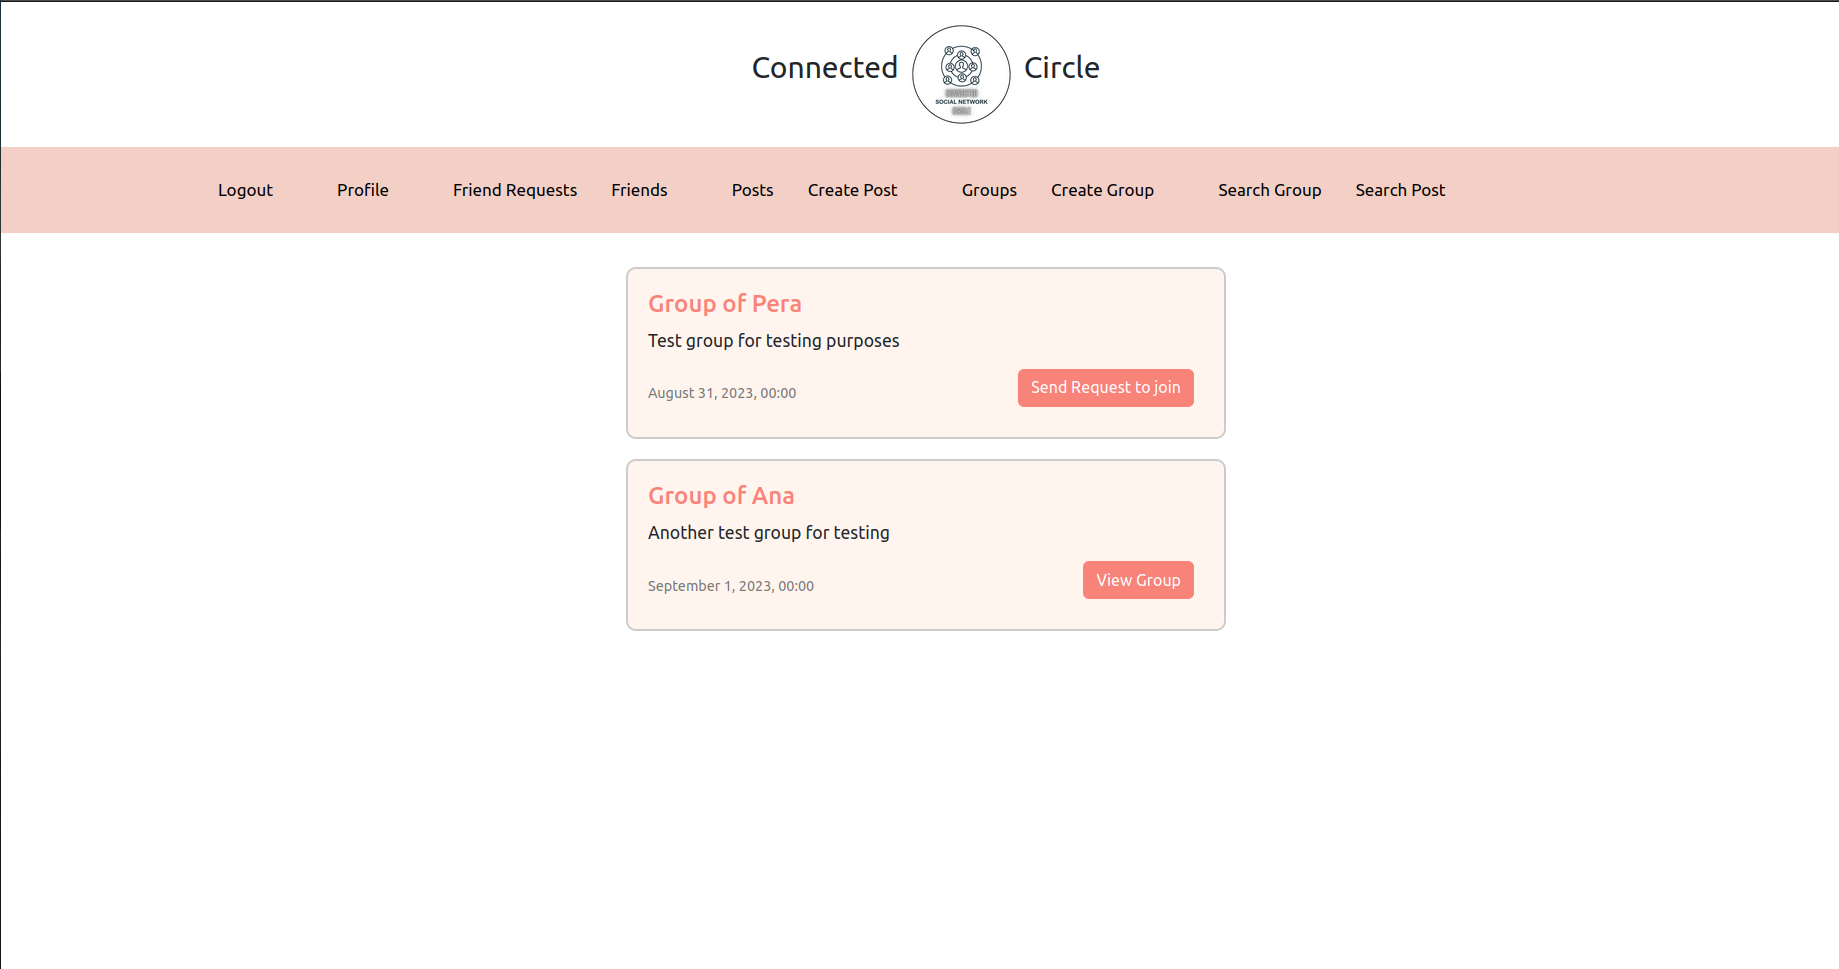 Connected Circle
SOCIAL NETWORK
Logout Profile Friend Requests Friends Posts Create Post Groups Create Group Search Group Search Post
Group of Pera
Test group for testing purposes
August 31, 2023, 00:00 Send Request to join
Group of Ana
Another test group for testing
September 1, 2023, 00:00 View Group